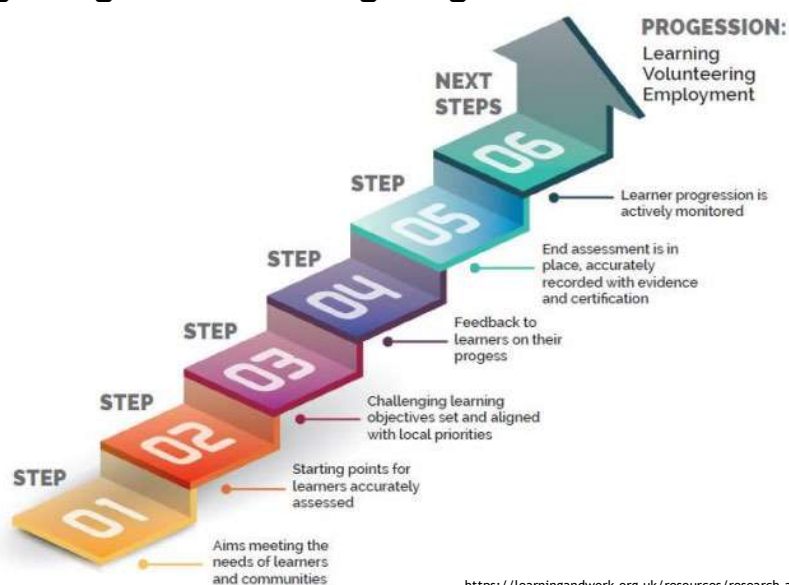 PROGESSION:
Learning
Volunteering
Employment
NEXT
STEPS
06
Learner progression is
actively monitored
STEP
05
End assessment is in
place, accurately
recorded with evidence
and certification
STEP
04
Feedback to
learners on their
progess
STEP
03
Challenging learning
objectives set and aligned
with local priorities
STEP
02
Starting points for
learners accurately
assessed
STEP
01
Aims meeting the
needs of learners
and communities